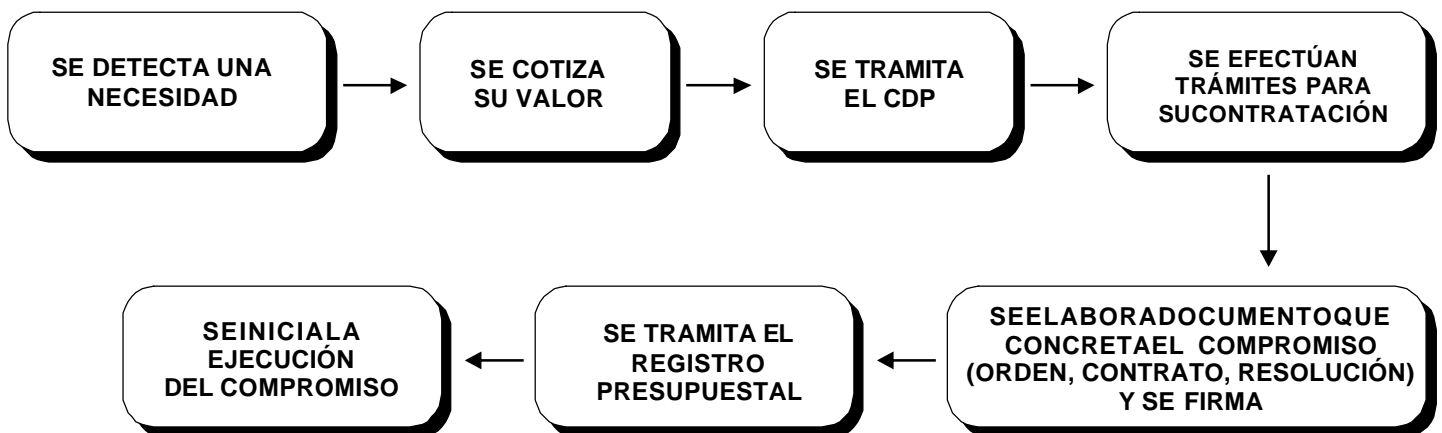 SE DETECTA UNA
NECESIDAD
SE COTIZA
SU VALOR
SE TRAMITA
EL CDP
SE EFECTÚAN
TRÁMITES PARA
SUCONTRATACIÓN
SEELABORADOCUMENTOQUE
CONCRETAEL COMPROMISO
(ORDEN, CONTRATO, RESOLUCIÓN)
Y SE FIRMA
SE TRAMITA EL
REGISTRO
PRESUPUESTAL
SEINICIALA
EJECUCIÓN
DEL COMPROMISO